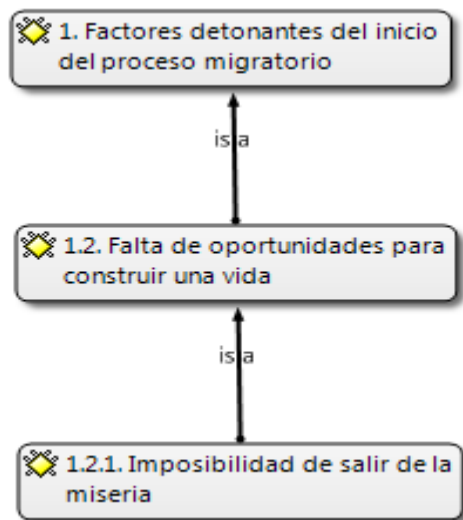 1. Factores detonantes del inicio
del proceso migratorio
is a
1.2. Falta de oportunidades para
construir una vida
is a
1.2.1. Imposibilidad de salir de la
miseria